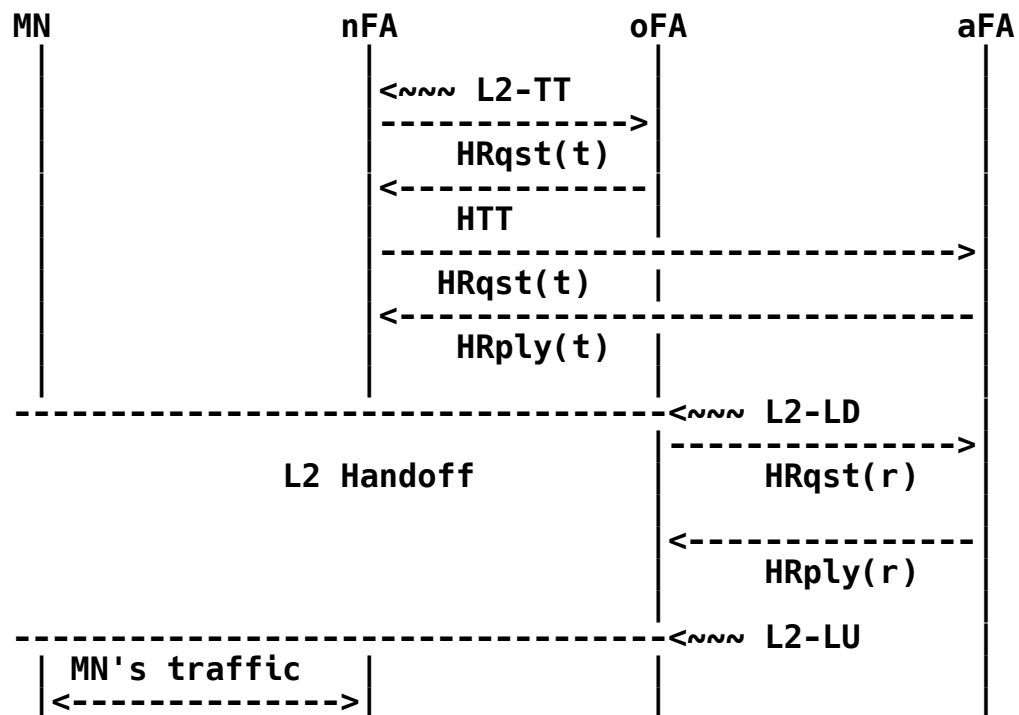 MN nFA oFA aFA
<~~~ L2-TT
------------->
HRqst(t)
<-------------
HTT
------------------------------>
HRqst(t)
<------------------------------
HRply(t)
----------------------------------<~~~ L2-LD
--------------->
L2 Handoff HRqst(r)
<---------------
HRply(r)
----------------------------------<~~~ L2-LU
MN's traffic
<-------------->